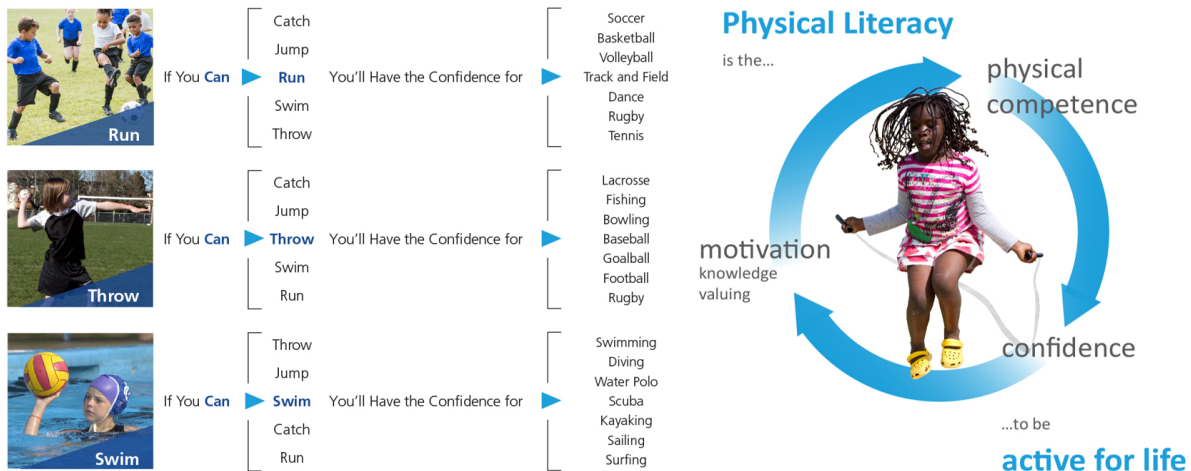 Run
If You Can
Catch
Jump
Run
Swim
Throw
You'll Have the Confidence for
Soccer
Basketball
Volleyball
Track and Field
Dance
Rugby
Tennis
Throw
If You Can
Catch
Jump
Throw
Swim
Run
You'll Have the Confidence for
Lacrosse
Fishing
Bowling
Baseball
Goalball
Football
Rugby
Swim
If You Can
Throw
Jump
Swim
Catch
Run
You'll Have the Confidence for
Swimming
Diving
Water Polo
Scuba
Kayaking
Sailing
Surfing
Physical Literacy
is the...
physical
competence
confidence
motivation
knowledge
valuing
...to be
active for life